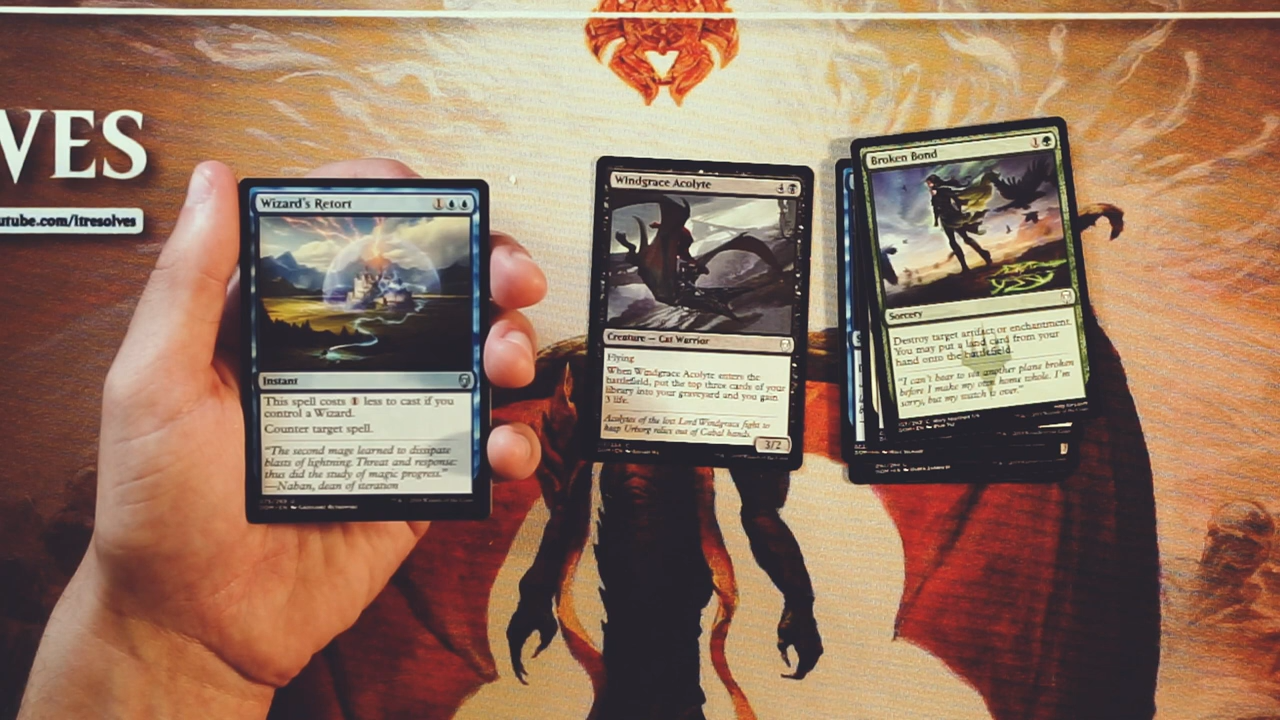 VES
utube.com/itresolves
Wizard's Retort
1
Instant
This spell costs 1 less to cast if you
control a Wizard.
Counter target spell.
"The second mage learned to dissipate
blasts of lightning. Threat and response:
thus did the study of magic progress."
—Naban, dean of iteration
Windgrace Acolyte
4
Creature — Cat Warrior
Flying
When Windgrace Acolyte enters the
battlefield, put the top three cards of your
library into your graveyard and you gain
3 life.
Acolytes of the lost Lord Windgrace fight to
keep Urborg relics out of Cabal hands.
3/2
Broken Bond
1
Sorcery
Destroy target artifact or enchantment.
You may put a land card from your
hand onto the battlefield.
"I can't bear to see another plane broken
before I make my own home whole. I'm
sorry, but my watch is over."